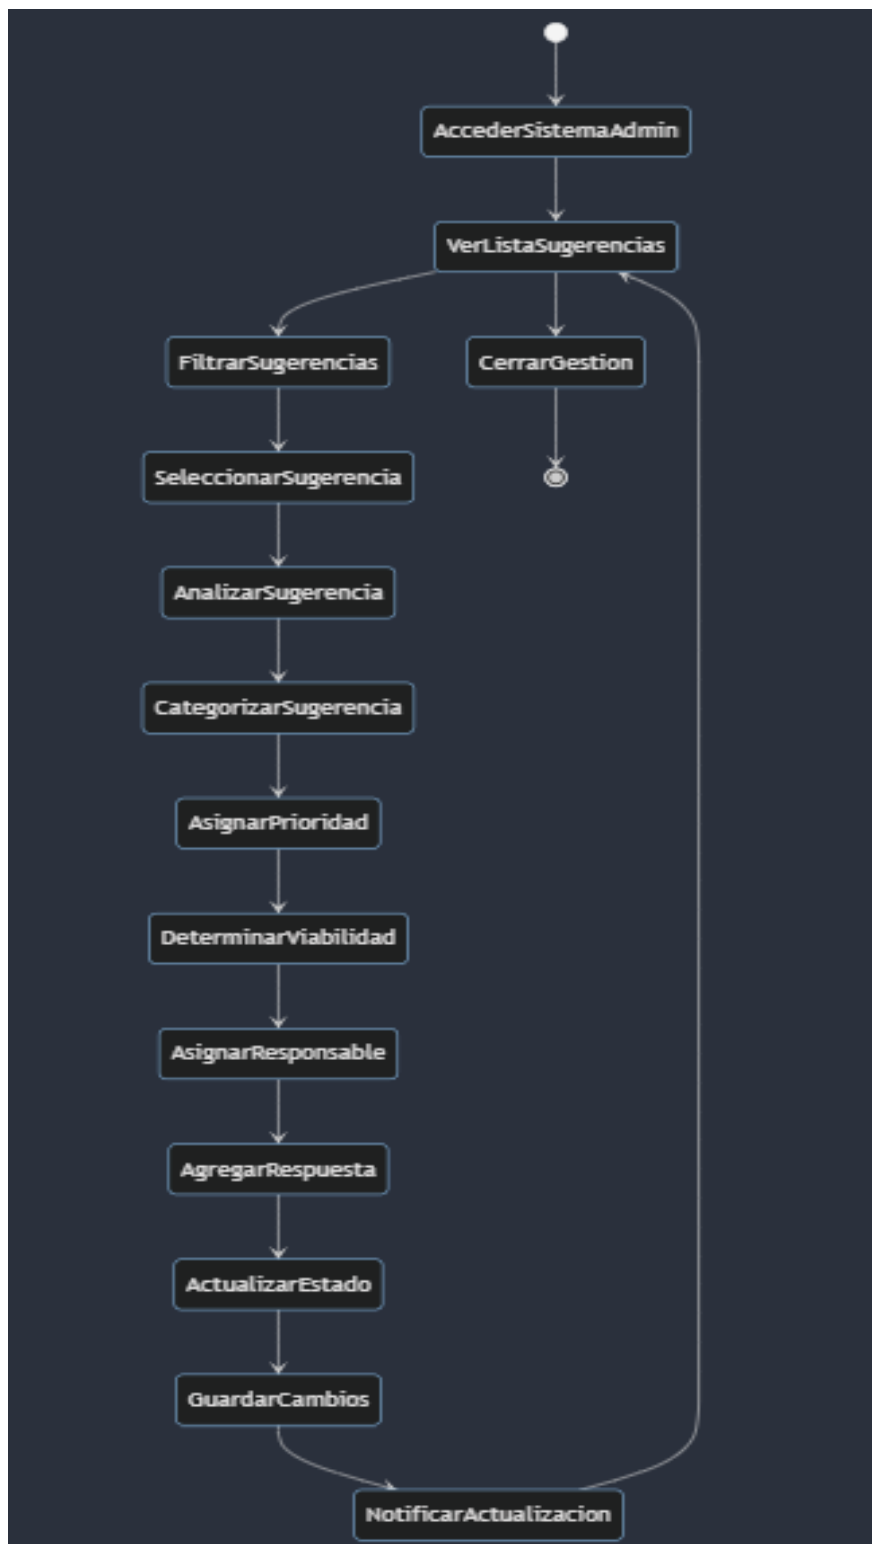 AccederSistemaAdmin
VerListaSugerencias
FiltrarSugerencias
CerrarGestion
SeleccionarSugerencia
AnalizarSugerencia
CategorizarSugerencia
AsignarPrioridad
DeterminarViabilidad
AsignarResponsable
AgregarRespuesta
ActualizarEstado
GuardarCambios
NotificarActualizacion